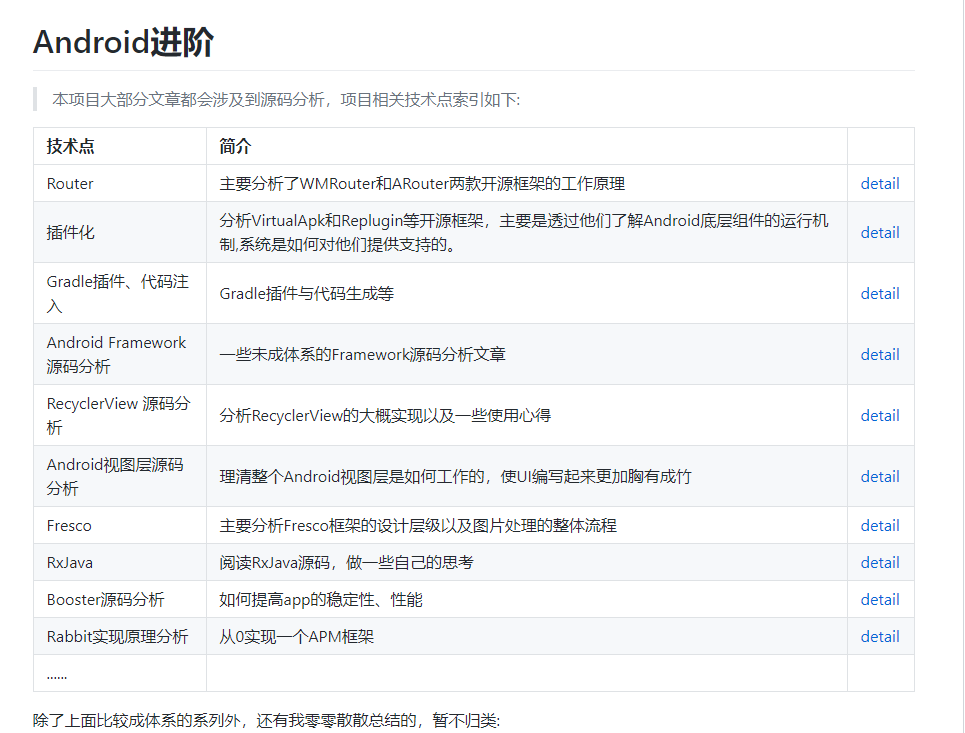 Android进阶
本项目大部分文章都会涉及到源码分析，项目相关技术点索引如下:
技术点 简介
Router 主要分析了WMRouter和ARouter两款开源框架的工作原理 detail
插件化 分析VirtualApk和Replugin等开源框架，主要是透过他们了解Android底层组件的运行机
制,系统是如何对他们提供支持的。 detail
Gradle插件、代码注
入 Gradle插件与代码生成等 detail
Android Framework
源码分析 一些未成体系的Framework源码分析文章 detail
RecyclerView 源码分
析 分析RecyclerView的大概实现以及一些使用心得 detail
Android视图层源码
分析 理清整个Android视图层是如何工作的，使UI编写起来更加胸有成竹 detail
Fresco 主要分析Fresco框架的设计层级以及图片处理的整体流程 detail
RxJava 阅读RxJava源码，做一些自己的思考 detail
Booster源码分析 如何提高app的稳定性、性能 detail
Rabbit实现原理分析 从0实现一个APM框架 detail
......
除了上面比较成体系的系列外，还有我零零散散总结的，暂不归类: